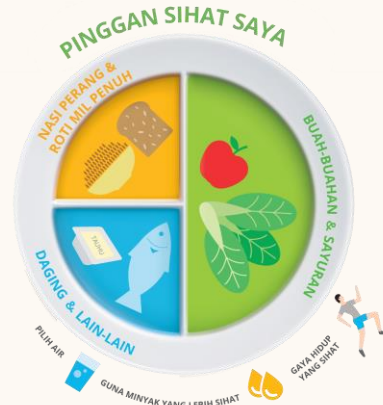 PINGGAN SIHAT SAYA
NASI PERANG &
ROTI MIL PENUH
BUAH-BUAHAN & SAYURAN
TAUHU
DAGING & LAIN-LAIN
PILIH AIR
GUNA MINYAK YANG LEBIH SIHAT
GAYA HIDUP
YANG SIHAT